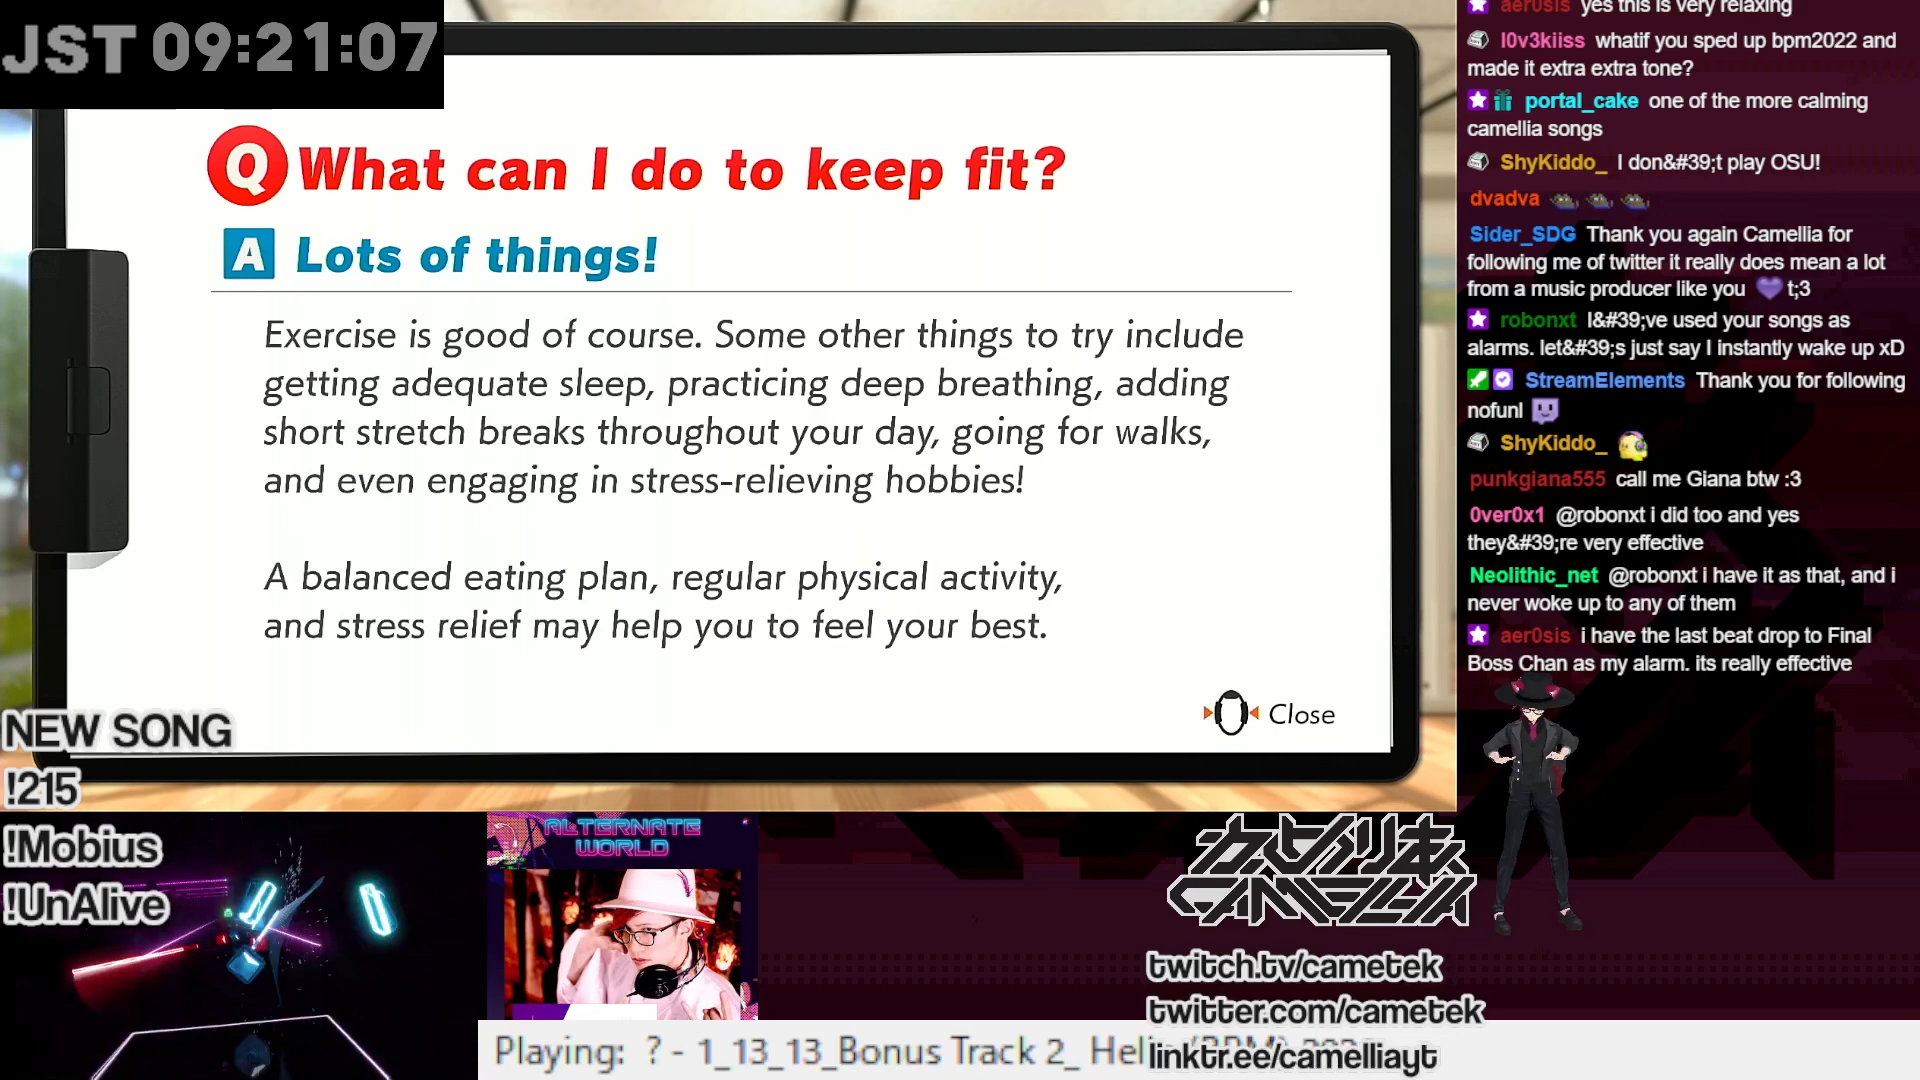 JST 09:21:07
Q What can I do to keep fit?
A Lots of things!
Exercise is good of course. Some other things to try include
getting adequate sleep, practicing deep breathing, adding
short stretch breaks throughout your day, going for walks,
and even engaging in stress-relieving hobbies!
A balanced eating plan, regular physical activity,
and stress relief may help you to feel your best.
Close
NEW SONG
!215
!Mobius
!UnAlive
ALTERNATE
WORLD
Playing: ? - 1_13_13_Bonus Track 2_
aer0sis yes this is very relaxing
l0v3kiiss whatif you sped up bpm2022 and
made it extra extra tone?
portal_cake one of the more calming
camellia songs
ShyKiddo_ I don&#39;t play OSU!
dvadva
Sider_SDG Thank you again Camellia for
following me of twitter it really does mean a lot
from a music producer like you 💜t;3
robonxt I&#39;ve used your songs as
alarms. let&#39;s just say I instantly wake up xD
StreamElements Thank you for following
nofunl
ShyKiddo_
punkgiana555 call me Giana btw :3
0ver0x1 @robonxt i did too and yes
they&#39;re very effective
Neolithic_net @robonxt i have it as that, and i
never woke up to any of them
aer0sis i have the last beat drop to Final
Boss Chan as my alarm. its really effective
かめりあ
CAMELLIA
twitch.tv/cametek
twitter.com/cametek
linktr.ee/camelliayt